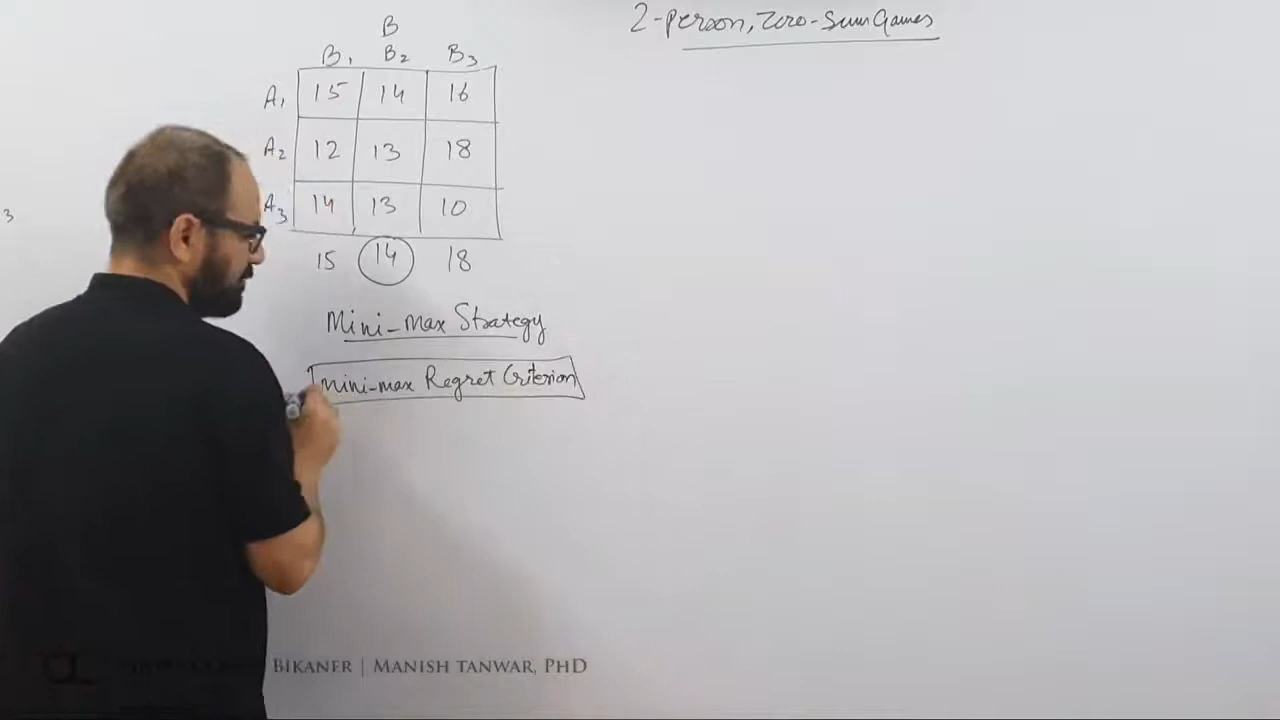 2-person, Zero-Sum Games
B
B1 B2 B3
A1 15 14 16
A2 12 13 18
A3 14 13 10
15 14 18
Mini-max Strategy
mini-max Regret Criterion
3
BIKANER | MANISH TANWAR, PHD